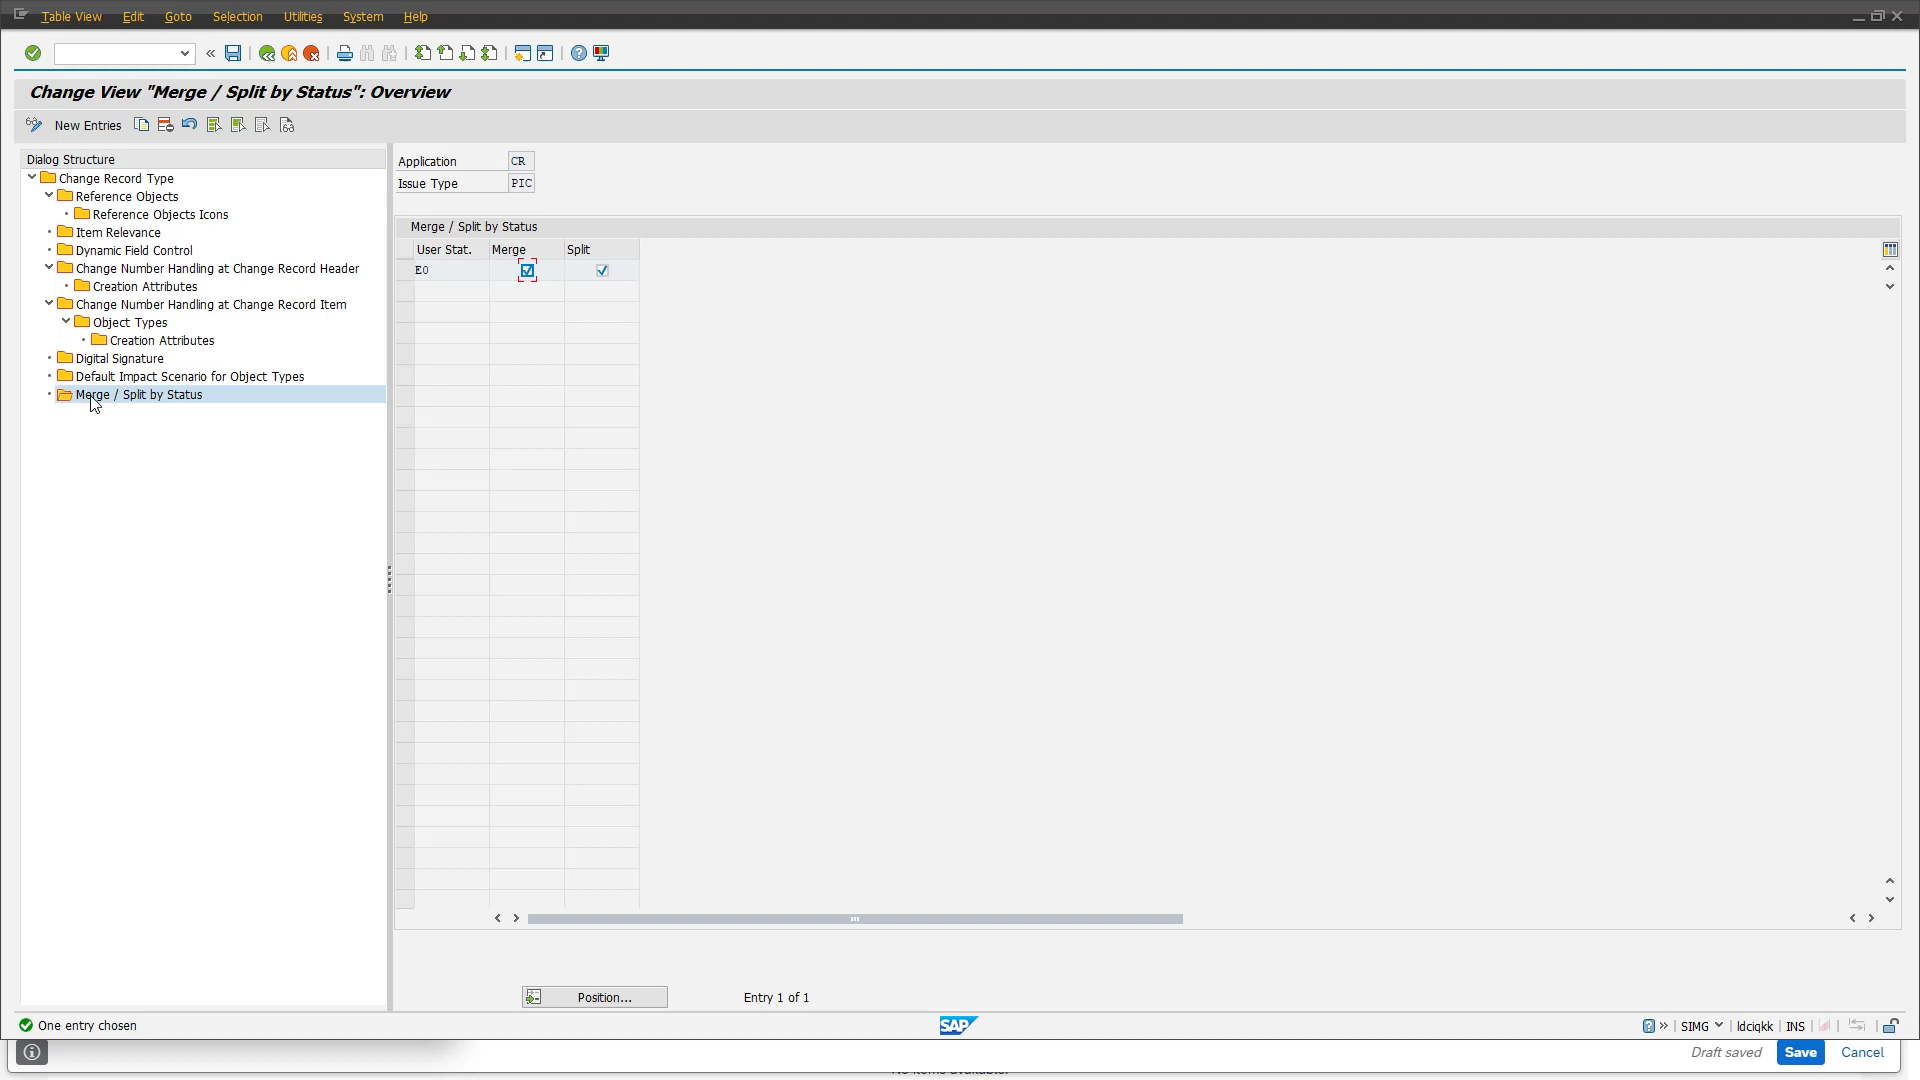 Table View Edit Goto Selection Utilities System Help
Change View "Merge / Split by Status": Overview
New Entries
Dialog Structure
Change Record Type
Reference Objects
Reference Objects Icons
Item Relevance
Dynamic Field Control
Change Number Handling at Change Record Header
Creation Attributes
Change Number Handling at Change Record Item
Object Types
Creation Attributes
Digital Signature
Default Impact Scenario for Object Types
Merge / Split by Status
Application CR
Issue Type PIC
Merge / Split by Status
User Stat. Merge Split
E0
Position... Entry 1 of 1
One entry chosen
SAP
SIMG ldciqkk INS
Draft saved Save Cancel